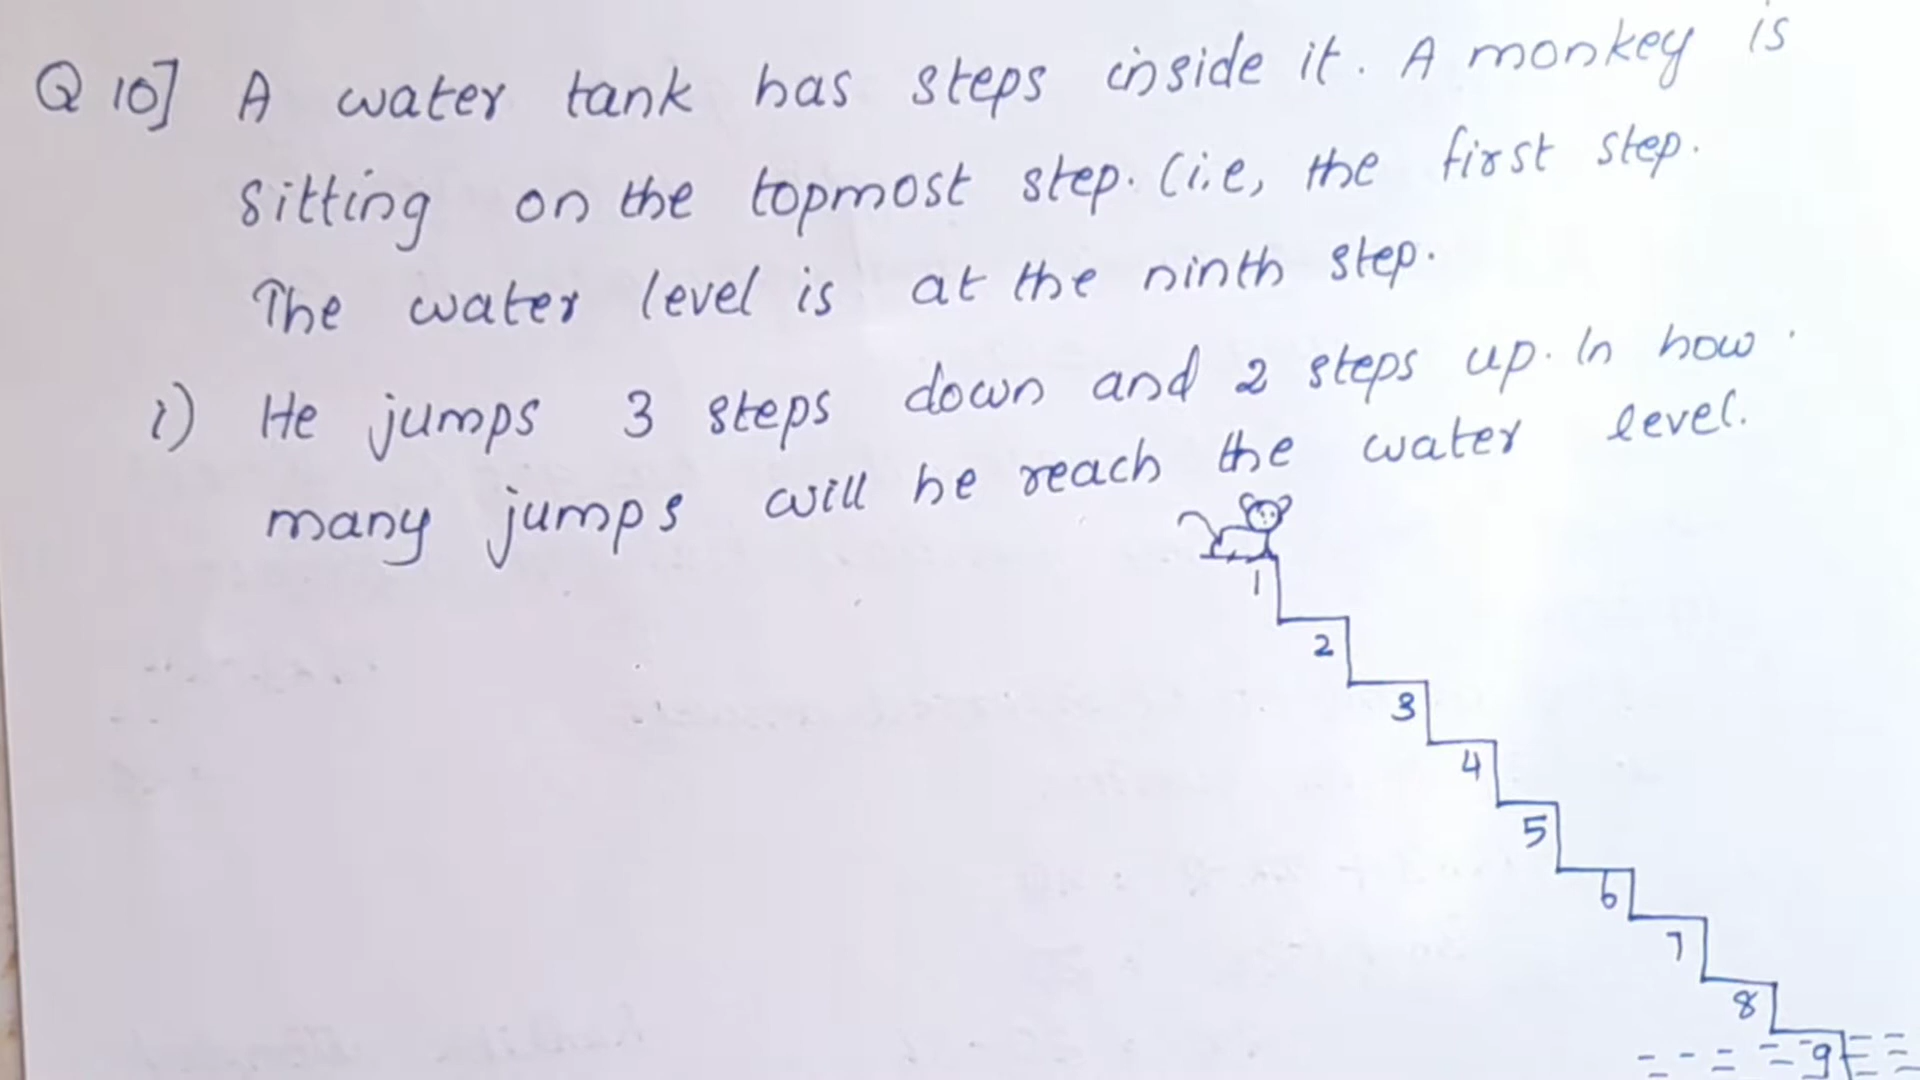 Q 10] A water tank has steps inside it. A monkey is
sitting on the topmost step. (i.e, the first step.
The water level is at the ninth step.
i) He jumps 3 steps down and 2 steps up. In how
many jumps will he reach the water level.
1
2
3
4
5
6
7
8
9